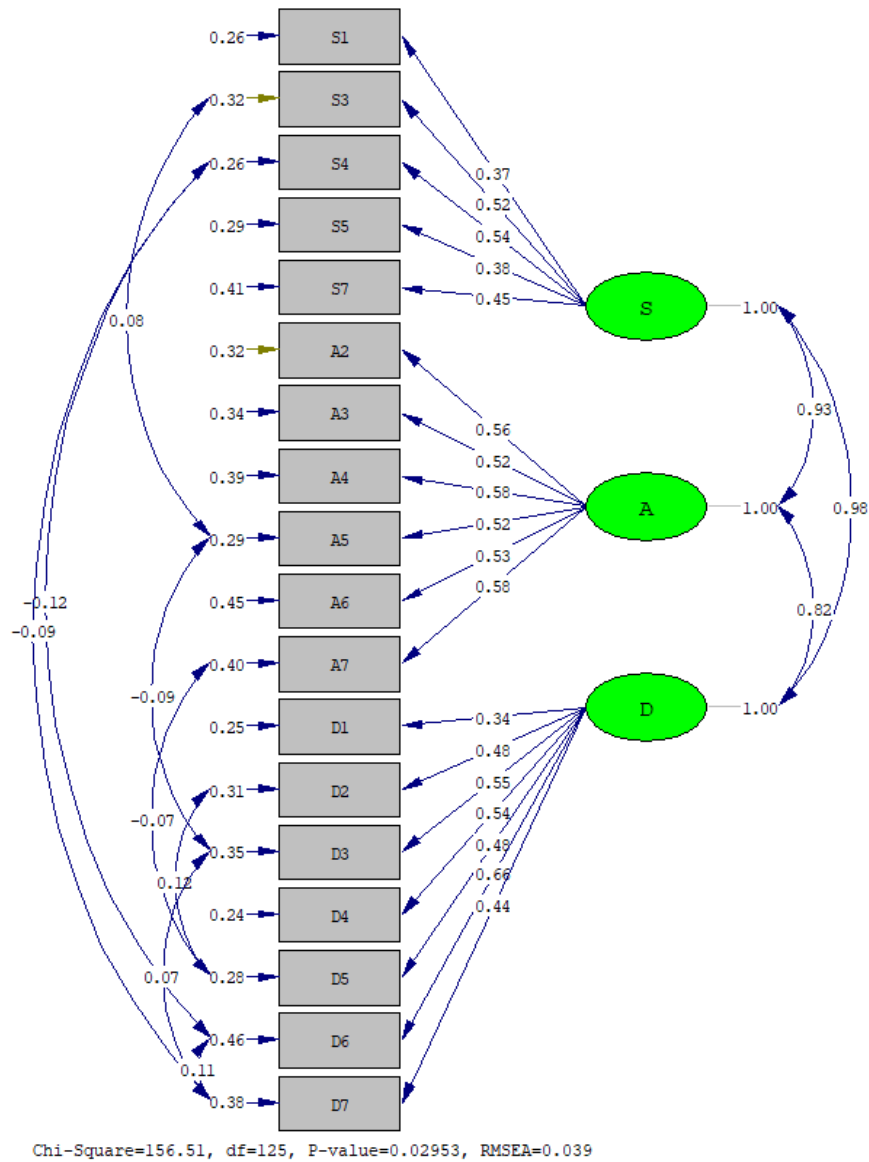 0.26 S1
0.32 S3
0.26 S4
0.37
0.29 S5
0.52
0.54
0.38
0.41 S7
0.45
S 1.00
0.08
0.32 A2
0.93
0.34 A3
0.56
0.52
0.39 A4
0.58
A 1.00 0.98
0.52
0.29 A5
0.53
0.58
0.45 A6
-0.12
0.82
-0.09
0.40 A7
-0.09
D 1.00
0.34
0.25 D1
0.48
0.55
0.31 D2
0.54
-0.07
0.48
0.35 D3
0.66
0.12
0.44
0.24 D4
0.07
0.28 D5
0.46 D6
0.11
0.38 D7
Chi-Square=156.51, df=125, P-value=0.02953, RMSEA=0.039